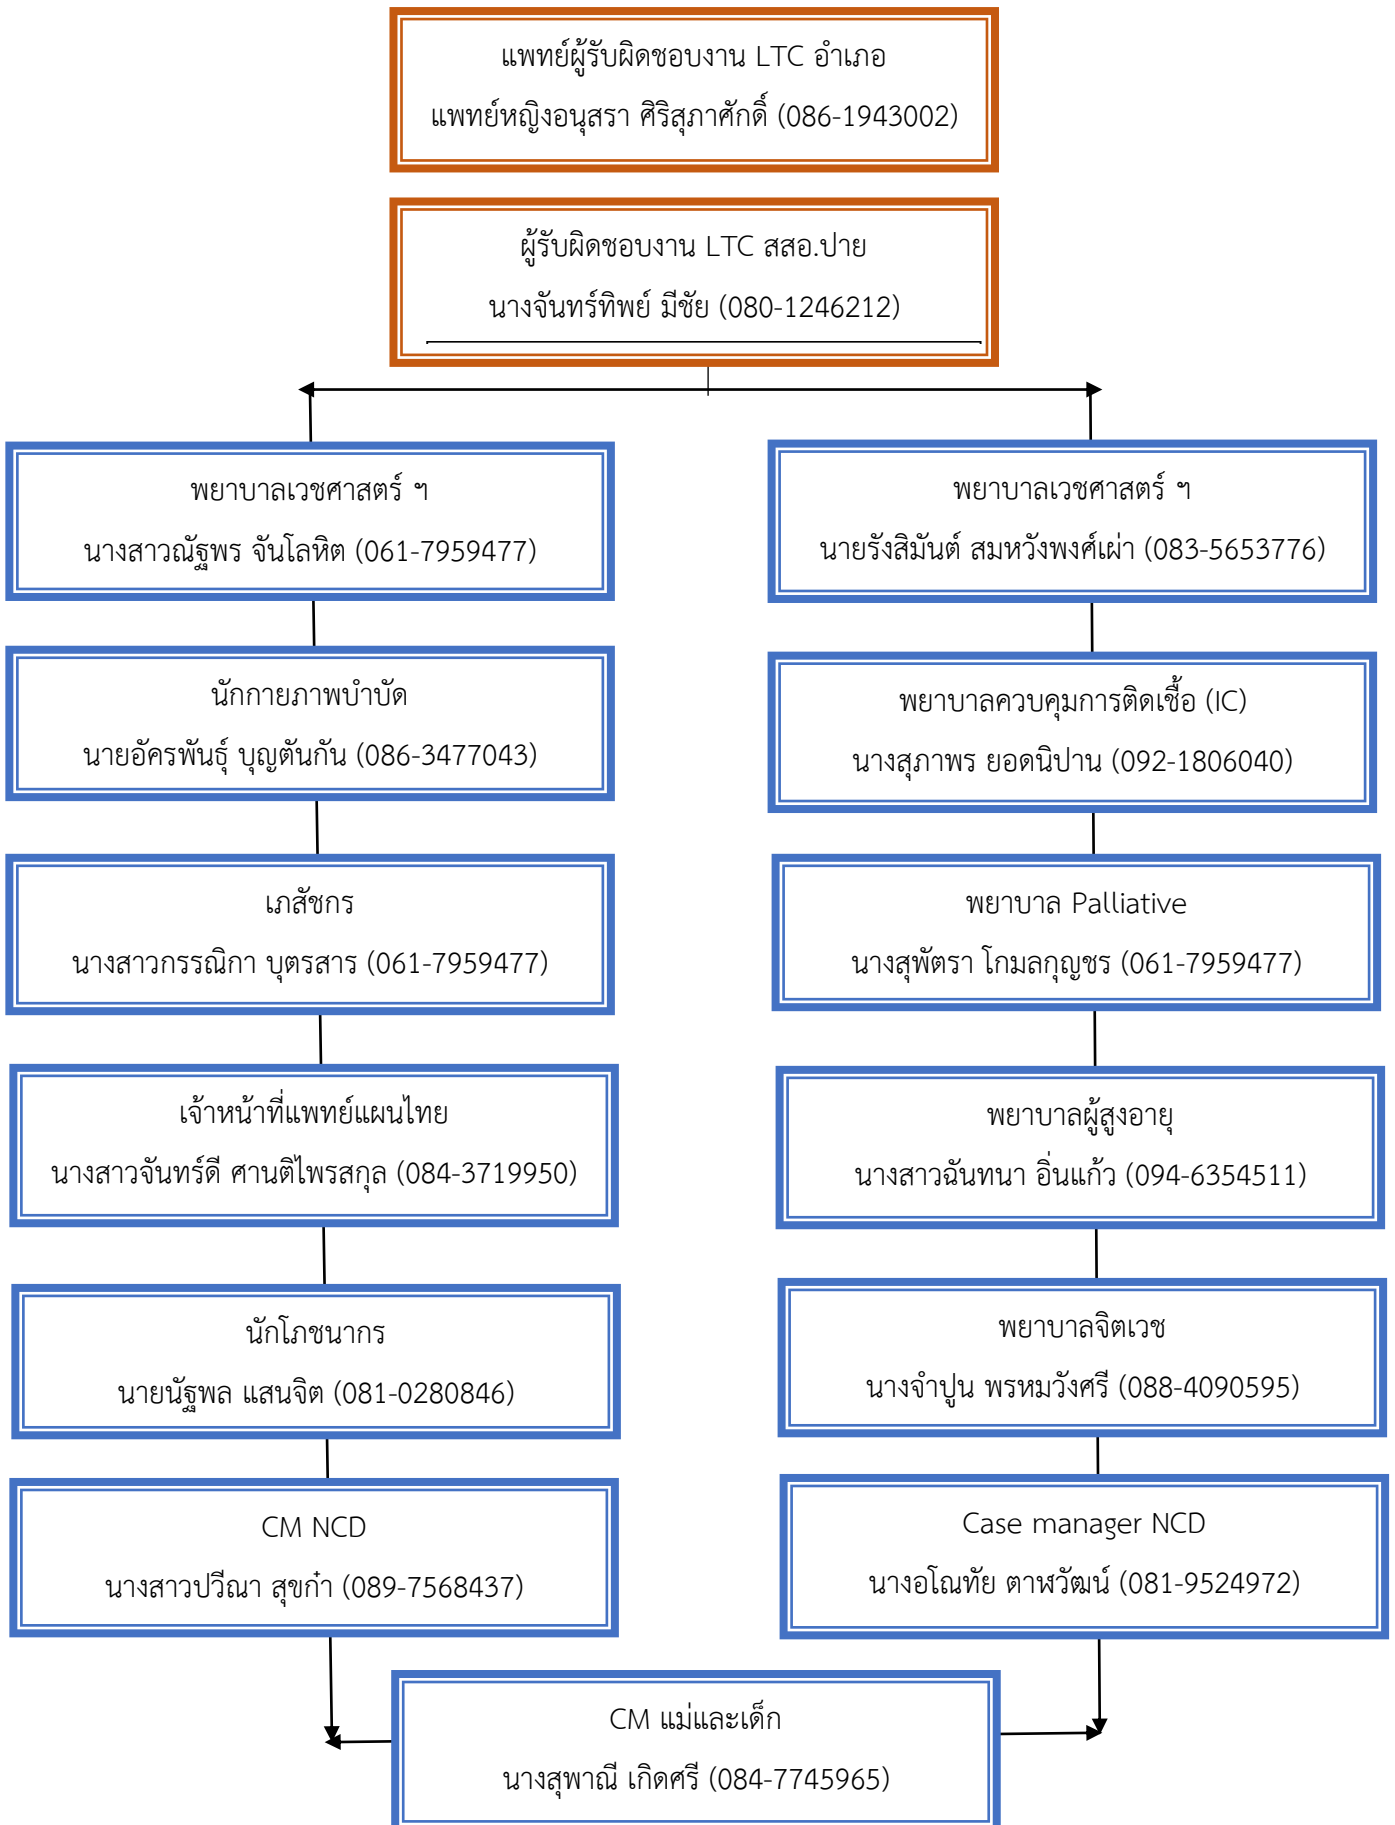 แพทย์ผู้รับผิดชอบงาน LTC อำเภอ
แพทย์หญิงอนุสรา ศิริสุภาศักดิ์ (086-1943002)
ผู้รับผิดชอบงาน LTC สสอ.ปาย
นางจันทร์ทิพย์ มีชัย (080-1246212)
พยาบาลเวชศาสตร์ ฯ
นางสาวณัฐพร จันโลหิต (061-7959477)
นักกายภาพบำบัด
นายอัครพันธุ์ บุญตันกัน (086-3477043)
เภสัชกร
นางสาวกรรณิกา บุตรสาร (061-7959477)
เจ้าหน้าที่แพทย์แผนไทย
นางสาวจันทร์ดี ศานติไพรสกุล (084-3719950)
นักโภชนากร
นายนัฐพล แสนจิต (081-0280846)
CM NCD
นางสาวปวีณา สุขก๋า (089-7568437)
พยาบาลเวชศาสตร์ ฯ
นายรังสิมันต์ สมหวังพงศ์เผ่า (083-5653776)
พยาบาลควบคุมการติดเชื้อ (IC)
นางสุภาพร ยอดนิปาน (092-1806040)
พยาบาล Palliative
นางสุพัตรา โกมลกุญชร (061-7959477)
พยาบาลผู้สูงอายุ
นางสาวฉันทนา อิ่นแก้ว (094-6354511)
พยาบาลจิตเวช
นางจำปูน พรหมวังศรี (088-4090595)
Case manager NCD
นางอโณทัย ตาฬวัฒน์ (081-9524972)
CM แม่และเด็ก
นางสุพาณี เกิดศรี (084-7745965)